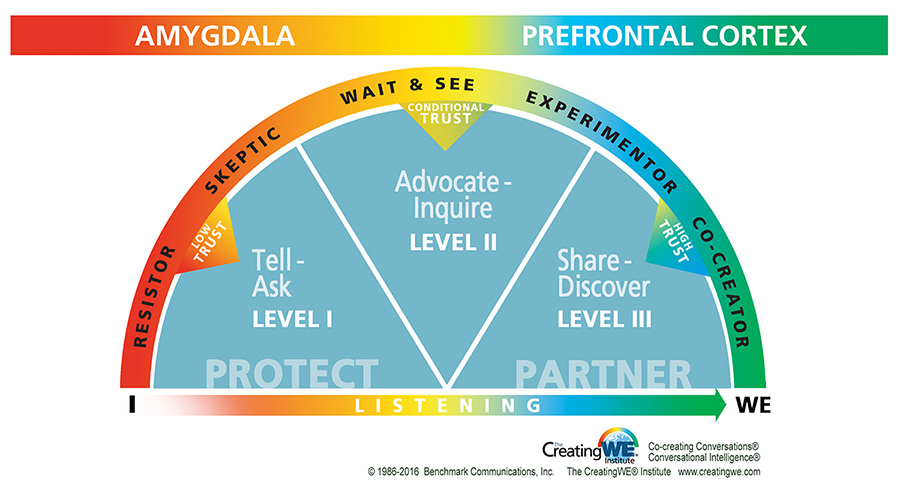 AMYGDALA
PREFRONTAL CORTEX
RESISTOR
SKEPTIC
WAIT & SEE
EXPERIMENTOR
CO-CREATOR
LOW
TRUST
CONDITIONAL
TRUST
HIGH
TRUST
Tell -
Ask
LEVEL I
Advocate -
Inquire
LEVEL II
Share -
Discover
LEVEL III
PROTECT
PARTNER
I
LISTENING
WE
The
CreatingWE®
Institute
Co-creating Conversations®
Conversational Intelligence®
© 1986-2016 Benchmark Communications, Inc. The CreatingWE® Institute www.creatingwe.com